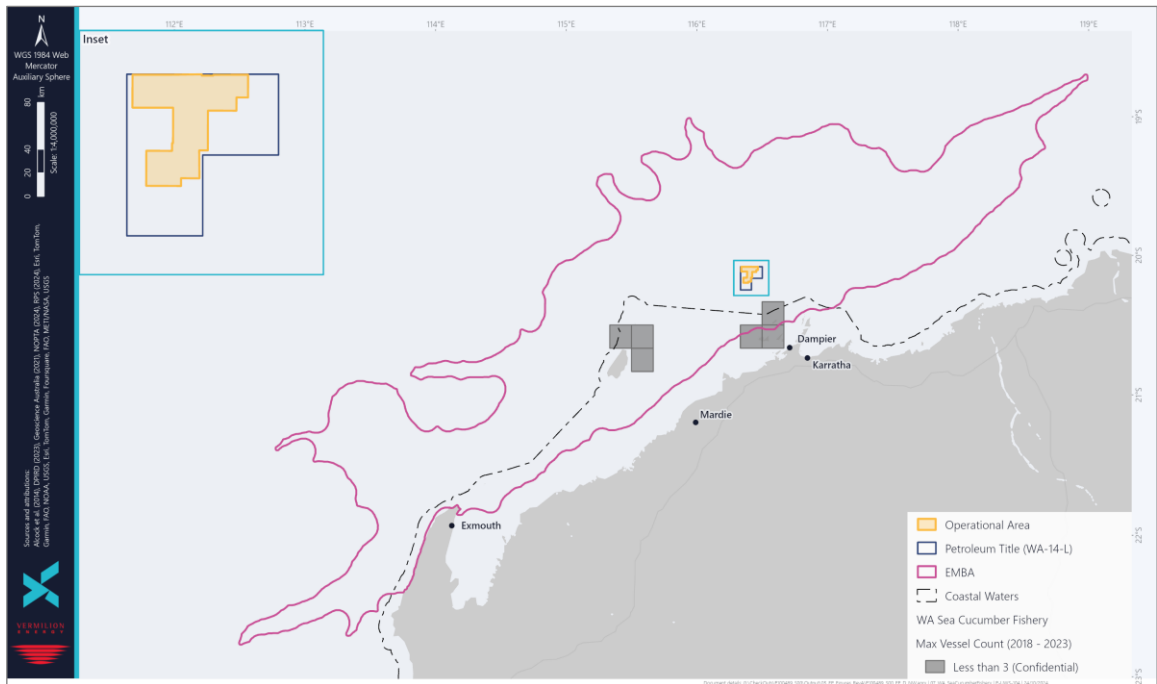 N
WGS 1984 Web
Mercator
Auxiliary Sphere
80
km
40
20
0
Scale: 1:4,000,000
Sources and attributions:
Alcock et al. (2014), DPIRD (2023), Geoscience Australia (2021), NOPTA (2024), RPS (2024), Esri, TomTom,
Garmin, FAO, NOAA, USGS, Esri, TomTom, Garmin, Foursquare, FAO, METI/NASA, USGS
VERMILION
ENERGY
Inset
112°E
113°E
114°E
115°E
116°E
117°E
118°E
119°E
19°S
20°S
21°S
22°S
23°S
Dampier
Karratha
Mardie
Exmouth
Operational Area
Petroleum Title (WA-14-L)
EMBA
Coastal Waters
WA Sea Cucumber Fishery
Max Vessel Count (2018 - 2023)
Less than 3 (Confidential)